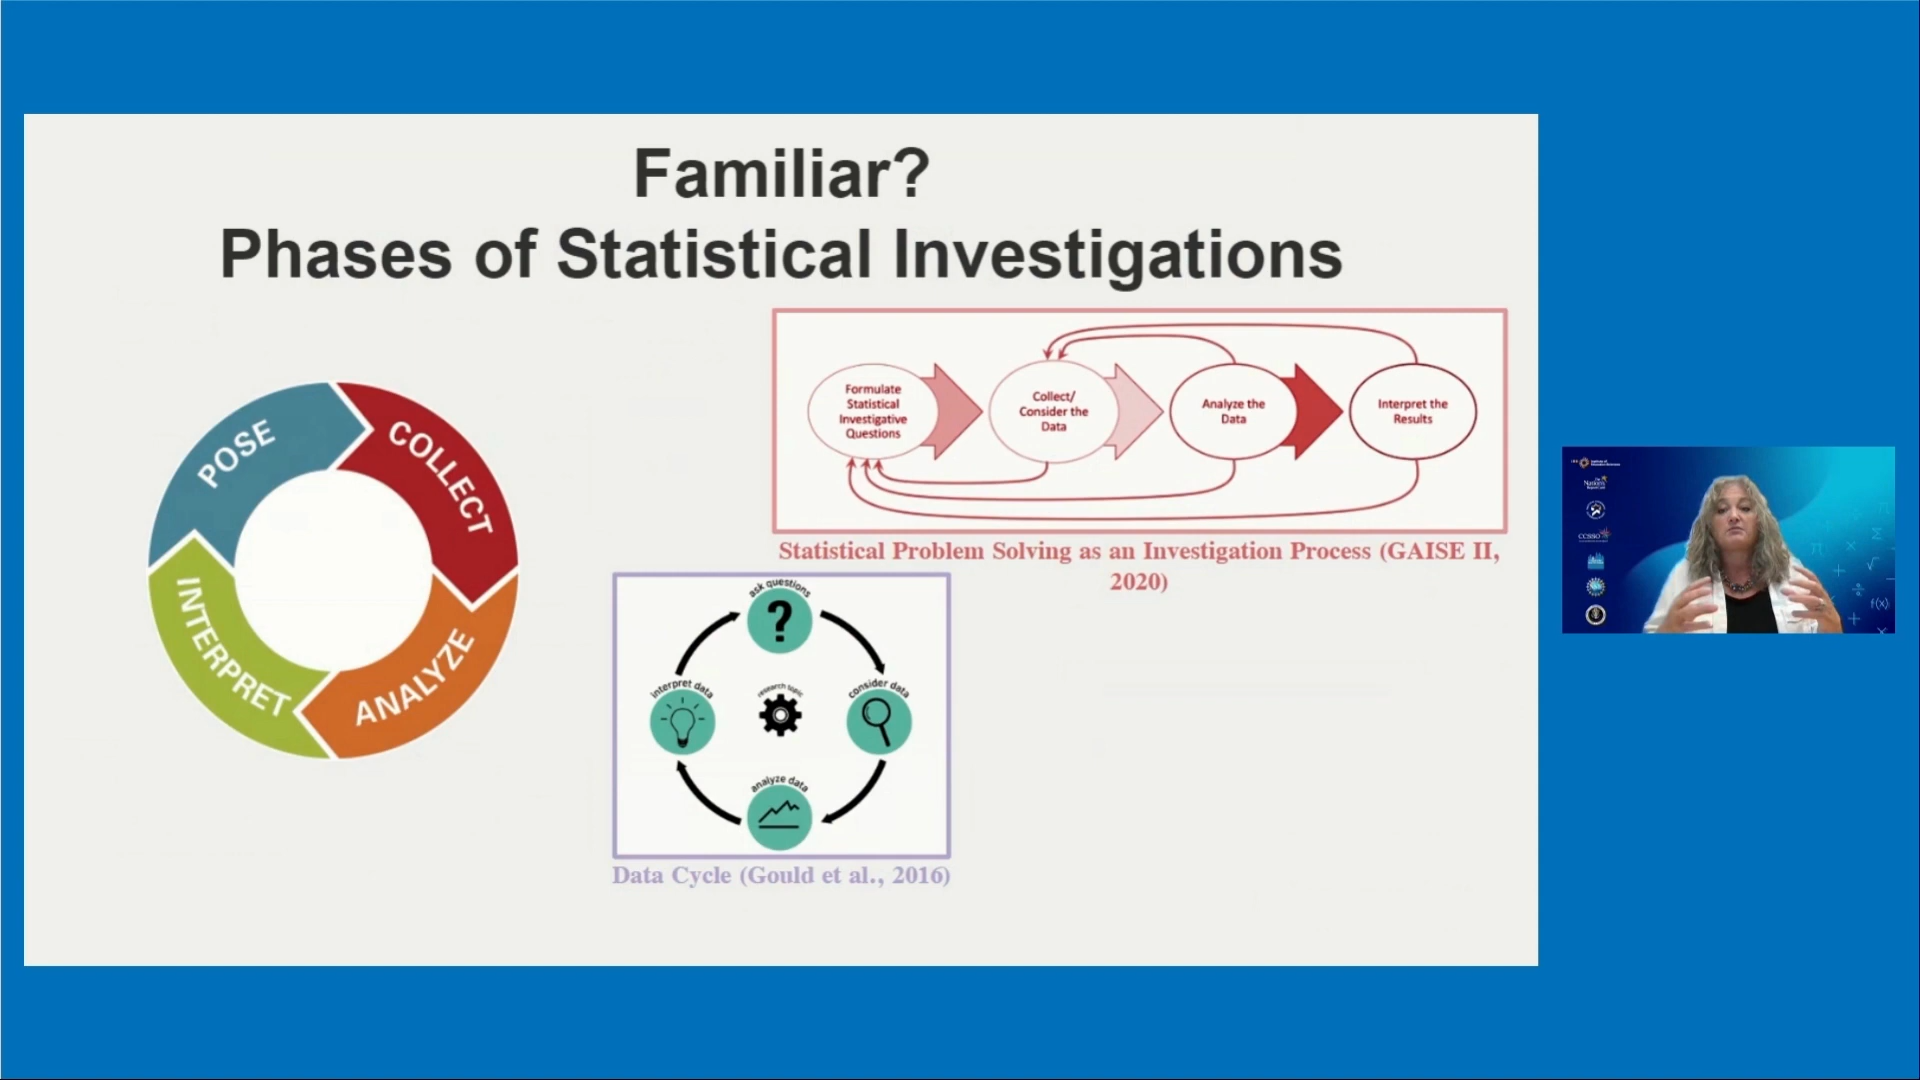 Familiar?
Phases of Statistical Investigations
POSE
COLLECT
ANALYZE
INTERPRET
Formulate
Statistical
Investigative
Questions
Collect/
Consider the
Data
Analyze the
Data
Interpret the
Results
Statistical Problem Solving as an Investigation Process (GAISE II,
2020)
ask questions
consider data
analyze data
interpret data
research topic
Data Cycle (Gould et al., 2016)
CCSSO
f(x)